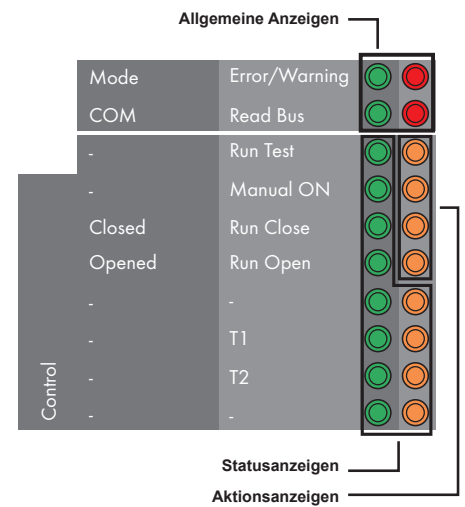 Allgemeine Anzeigen
Mode Error/Warning
COM Read Bus
- Run Test
- Manual ON
Closed Run Close
Opened Run Open
- -
- T1
- T2
- -
Control
Statusanzeigen
Aktionsanzeigen